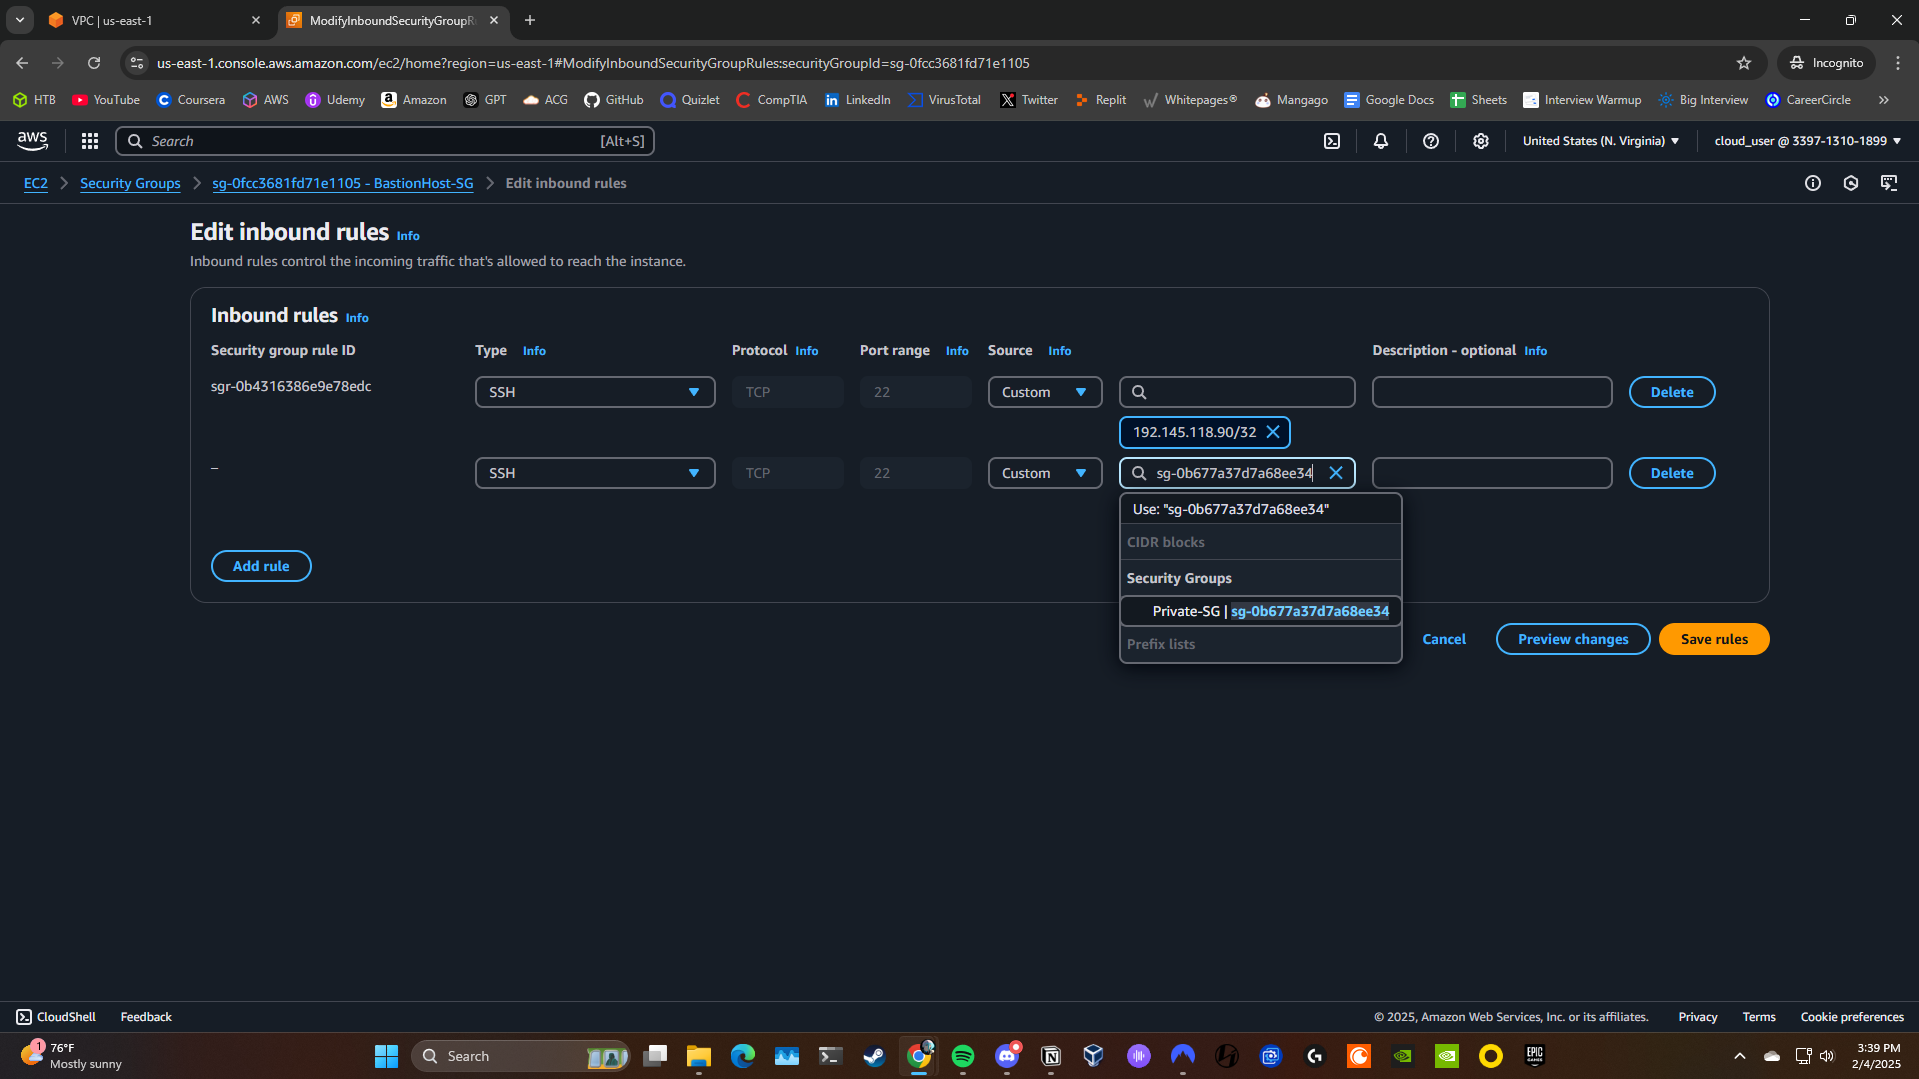 VPC | us-east-1
ModifyInboundSecurityGroupR
us-east-1.console.aws.amazon.com/ec2/home?region=us-east-1#ModifyInboundSecurityGroupRules:securityGroupId=sg-0fcc3681fd71e1105
Incognito
HTB YouTube Coursera AWS Udemy Amazon GPT ACG GitHub Quizlet CompTIA LinkedIn VirusTotal Twitter Replit Whitepages® Mangago Google Docs Sheets Interview Warmup Big Interview CareerCircle
aws Search [Alt+S] United States (N. Virginia) cloud_user @ 3397-1310-1899
EC2 Security Groups sg-0fcc3681fd71e1105 - BastionHost-SG Edit inbound rules
Edit inbound rules Info
Inbound rules control the incoming traffic that's allowed to reach the instance.
Inbound rules Info
Security group rule ID Type Info Protocol Info Port range Info Source Info Description - optional Info
sgr-0b4316386e9e78edc SSH TCP 22 Custom Delete
192.145.118.90/32
– SSH TCP 22 Custom sg-0b677a37d7a68ee34 Delete
Use: "sg-0b677a37d7a68ee34"
CIDR blocks
Add rule
Security Groups
Private-SG | sg-0b677a37d7a68ee34
Prefix lists
Cancel Preview changes Save rules
CloudShell Feedback © 2025, Amazon Web Services, Inc. or its affiliates. Privacy Terms Cookie preferences
1
76°F
Mostly sunny
Search
EPIC
GAMES
3:39 PM
2/4/2025